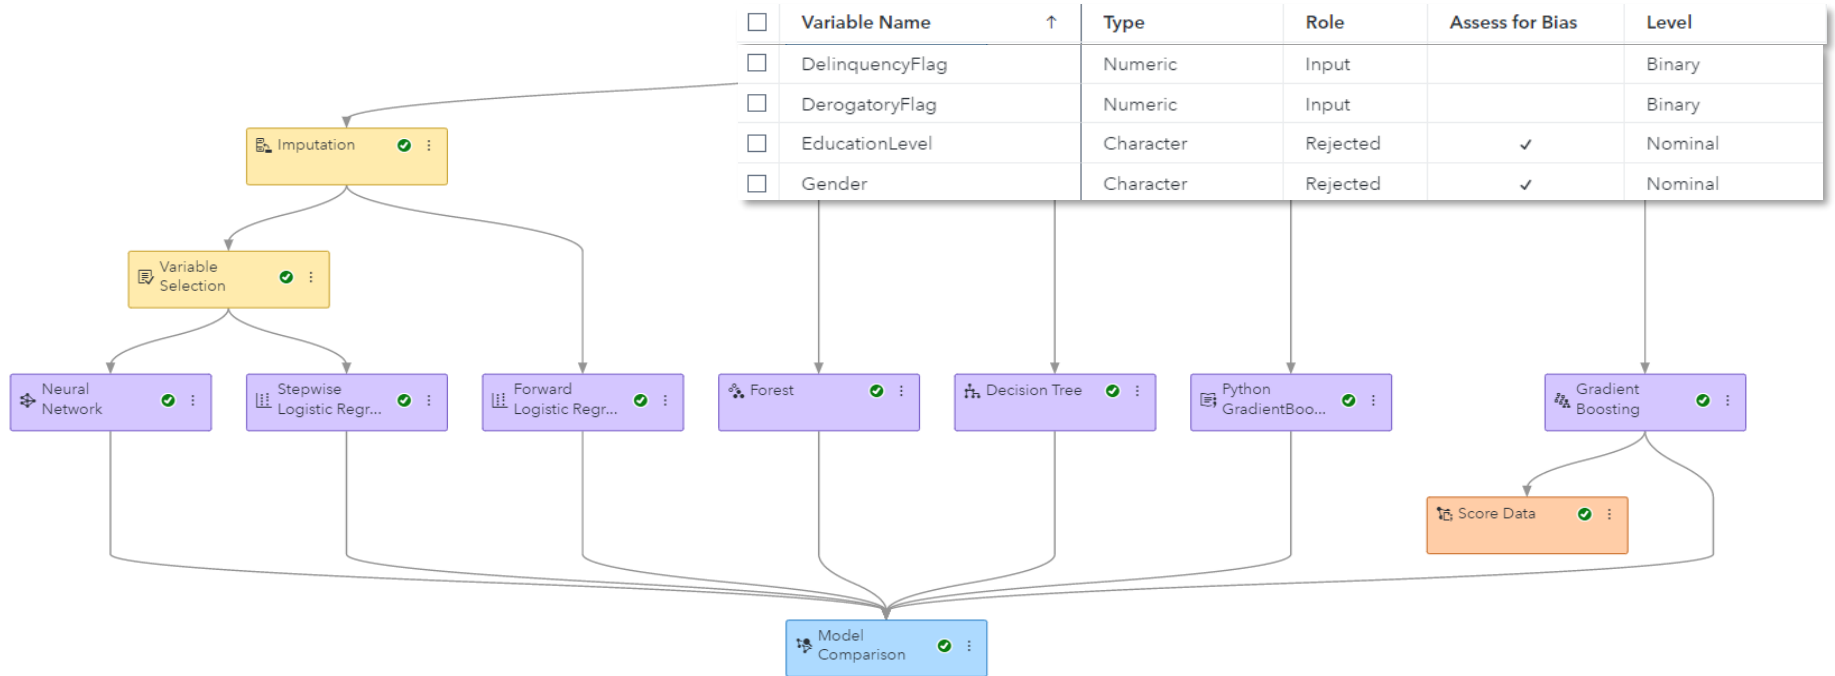 Variable Name ↑ Type Role Assess for Bias Level
DelinquencyFlag Numeric Input Binary
DerogatoryFlag Numeric Input Binary
EducationLevel Character Rejected ✓ Nominal
Gender Character Rejected ✓ Nominal
Imputation
Variable
Selection
Neural
Network
Stepwise
Logistic Regr...
Forward
Logistic Regr...
Forest
Decision Tree
Python
GradientBoo...
Gradient
Boosting
Score Data
Model
Comparison